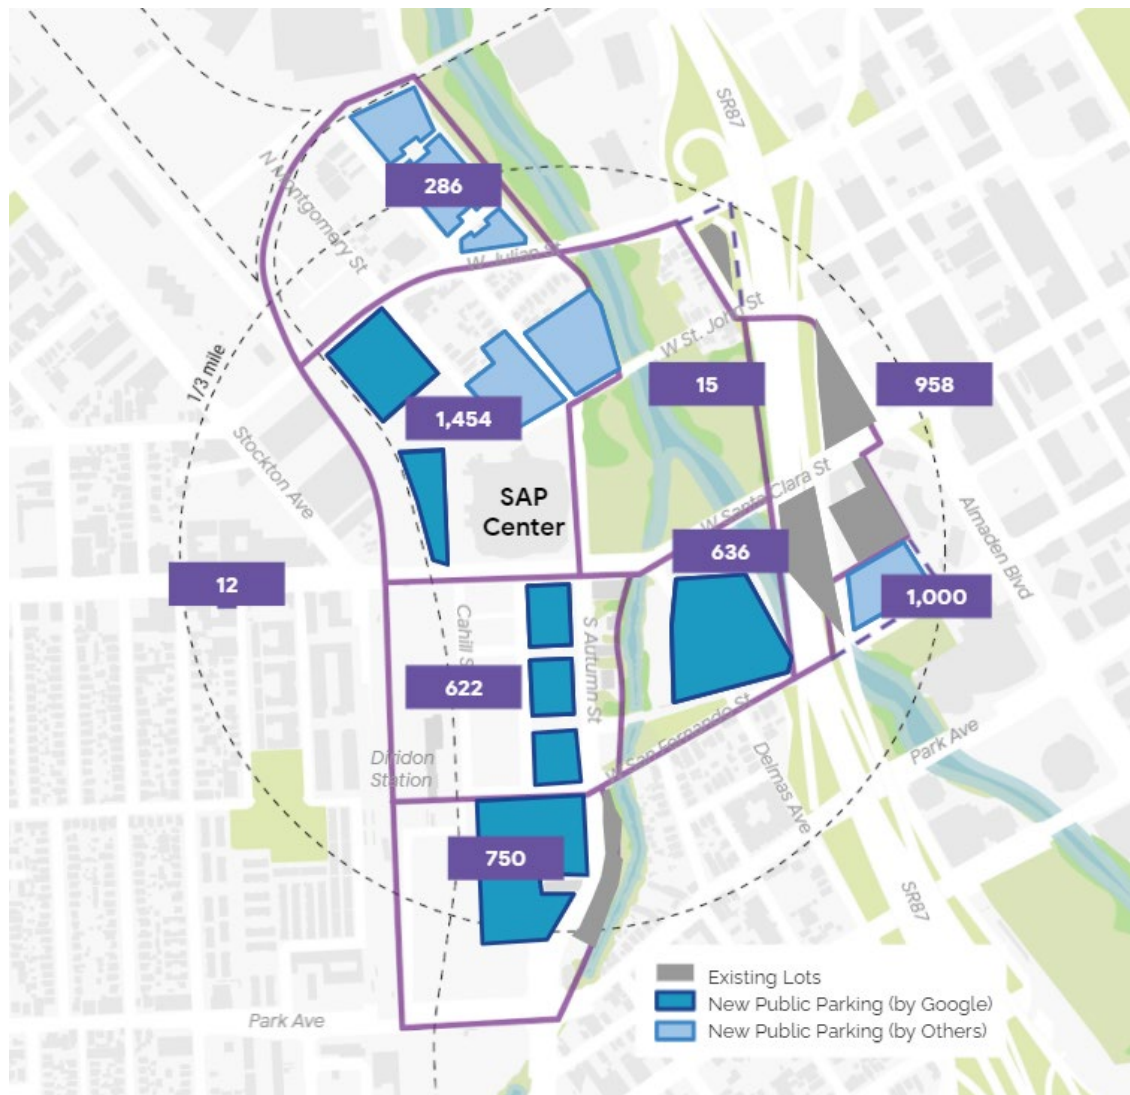 SR87
N Montgomery St
286
W Julian St
W St. John St
1/3 mile
15
958
1,454
Stockton Ave
SAP
Center
W Santa Clara St
Almaden Blvd
636
12
1,000
Cahill S
S Autumn St
622
W San Fernando St
Diridon
Station
Delmas Ave
Park Ave
750
SR87
Existing Lots
New Public Parking (by Google)
New Public Parking (by Others)
Park Ave